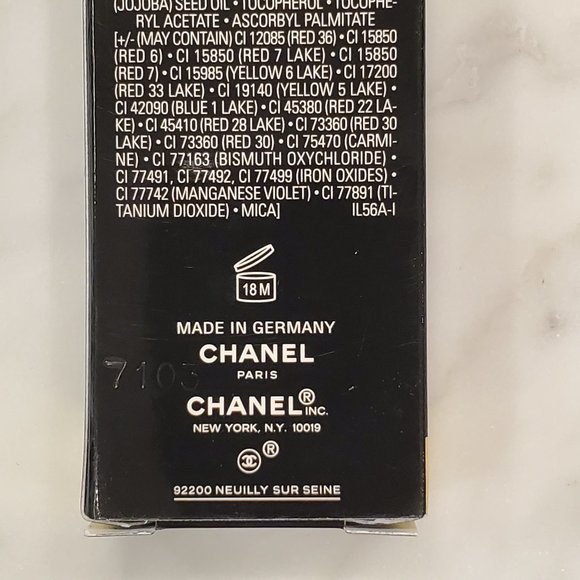 (JOJOBA) SEED OIL • TOCOPHEROL • TOCOPHE-
RYL ACETATE • ASCORBYL PALMITATE
[+/- (MAY CONTAIN) CI 12085 (RED 36) • CI 15850
(RED 6) • CI 15850 (RED 7 LAKE) • CI 15850
(RED 7) • CI 15985 (YELLOW 6 LAKE) • CI 17200
(RED 33 LAKE) • CI 19140 (YELLOW 5 LAKE) •
CI 42090 (BLUE 1 LAKE) • CI 45380 (RED 22 LA-
KE) • CI 45410 (RED 28 LAKE) • CI 73360 (RED 30
LAKE) • CI 73360 (RED 30) • CI 75470 (CARMI-
NE) • CI 77163 (BISMUTH OXYCHLORIDE) •
CI 77491, CI 77492, CI 77499 (IRON OXIDES) •
CI 77742 (MANGANESE VIOLET) • CI 77891 (TI-
TANIUM DIOXIDE) • MICA] IL56A-I
18 M
MADE IN GERMANY
CHANEL
PARIS
CHANEL® INC.
NEW YORK, N.Y. 10019
®
92200 NEUILLY SUR SEINE